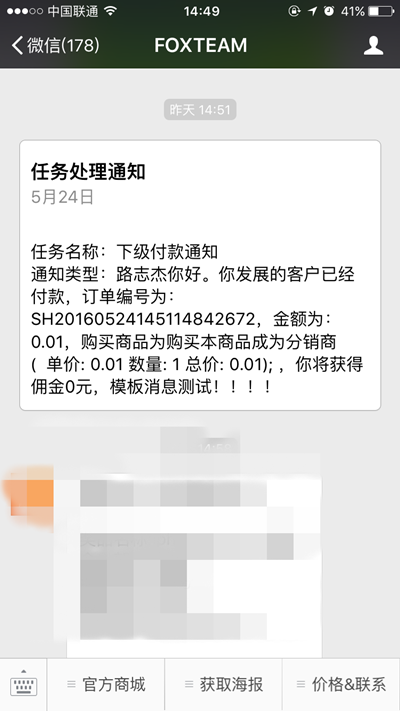 中国联通 14:49 41%
微信(178) FOXTEAM
昨天 14:51
任务处理通知
5月24日
任务名称：下级付款通知
通知类型：路志杰你好。你发展的客户已经
付款，订单编号为：
SH20160524145114842672，金额为：
0.01，购买商品为购买本商品成为分销商
( 单价: 0.01 数量: 1 总价: 0.01); ，你将获得
佣金0元，模板消息测试！！！！
官方商城 获取海报 价格&联系